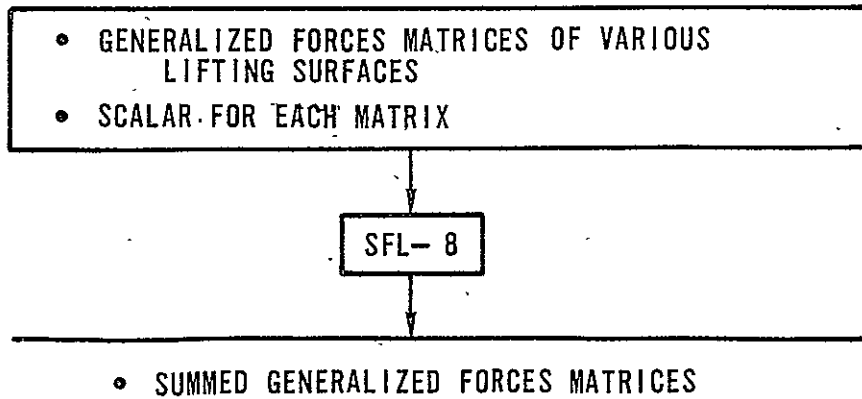 • GENERALIZED FORCES MATRICES OF VARIOUS
LIFTING SURFACES
• SCALAR FOR EACH MATRIX
SFL-8
• SUMMED GENERALIZED FORCES MATRICES